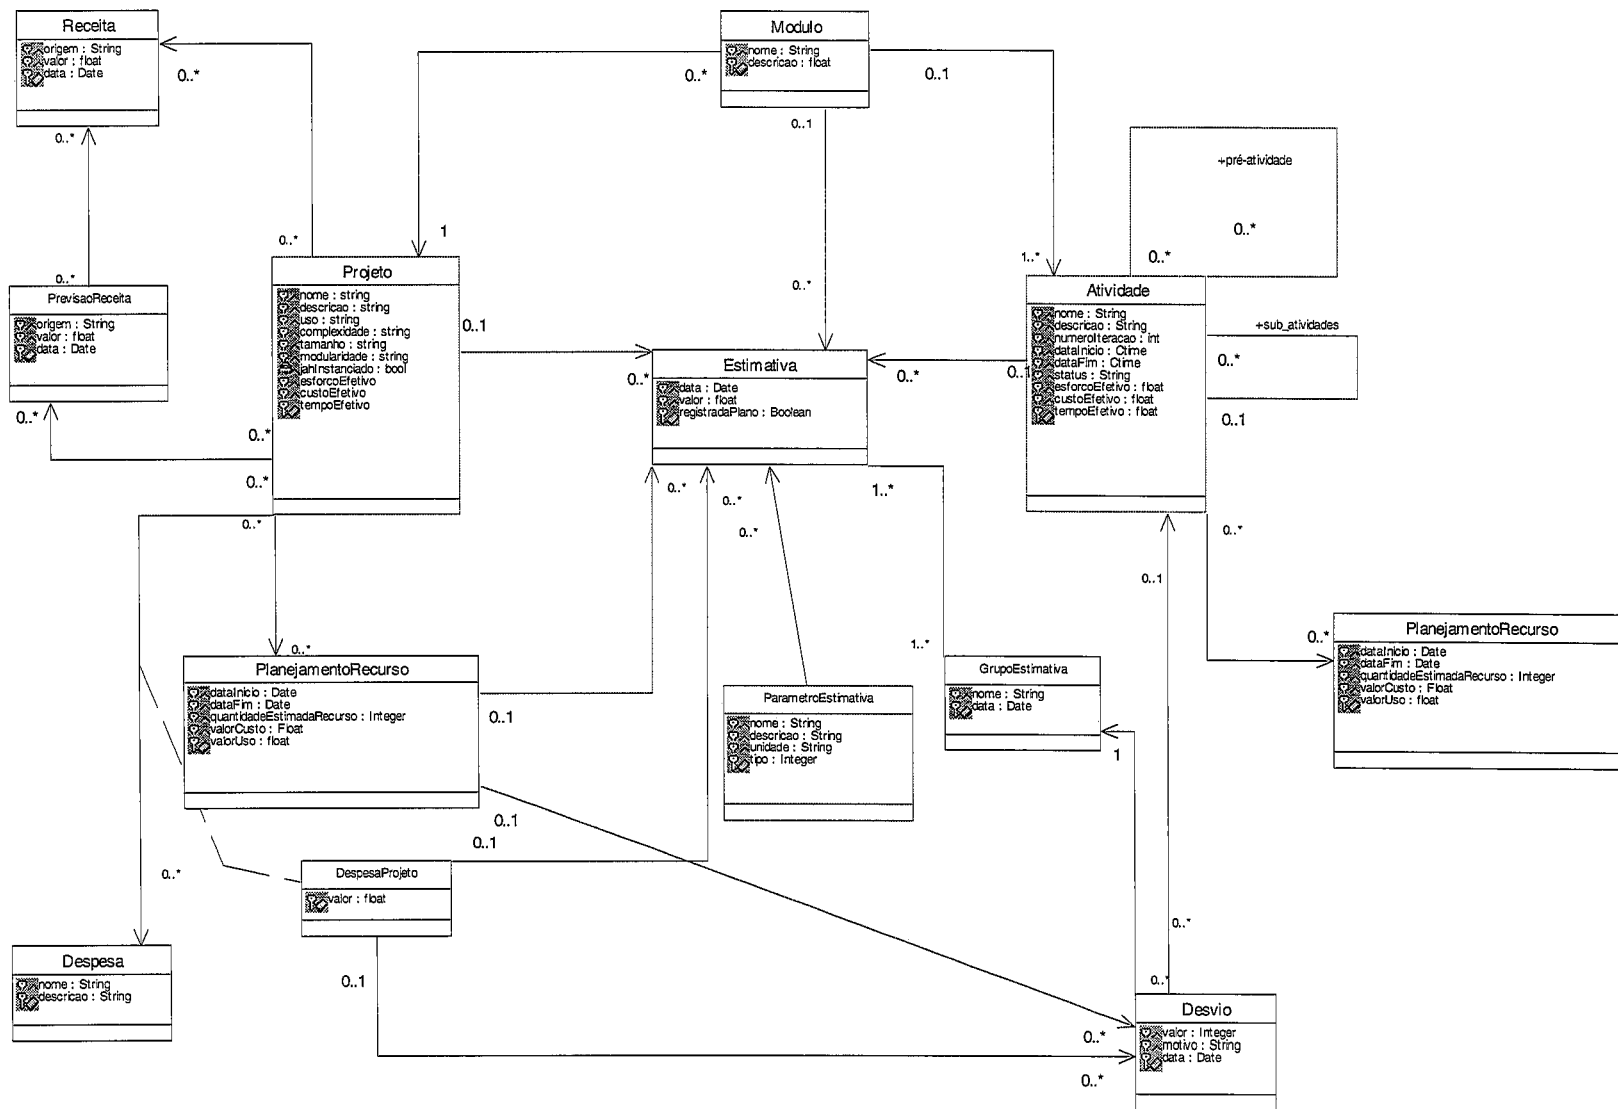 Receita
origem : String
valor : float
data : Date
0..*
0..*
Modulo
nome : String
descricao : float
0..*
0..1
0..1
+pré-atividade
0..*
0..*
0..*
1
0..*
1..*
0..*
PrevisaoReceita
origem : String
valor : float
data : Date
0..*
0..*
0..*
Projeto
nome : string
descricao : string
uso : string
complexidade : string
tamanho : string
modularidade : string
jahInstanciado : bool
esforcoEfetivo
custoEfetivo
tempoEfetivo
0..1
0..*
Estimativa
data : Date
valor : float
registradaPlano : Boolean
0..*
0..1
Atividade
nome : String
descricao : String
numeroIteracao : int
dataInicio : Ctime
dataFim : Ctime
status : String
esforcoEfetivo : float
custoEfetivo : float
tempoEfetivo : float
+sub_atividades
0..*
0..1
0..*
0..*
0..*
0..*
1..*
0..*
0..*
0..1
0..*
PlanejamentoRecurso
dataInicio : Date
dataFim : Date
quantidadeEstimadaRecurso : Integer
valorCusto : Float
valorUso : float
0..1
0..1
ParametroEstimativa
nome : String
descricao : String
unidade : String
tipo : Integer
1..*
GrupoEstimativa
nome : String
data : Date
1
0..*
PlanejamentoRecurso
dataInicio : Date
dataFim : Date
quantidadeEstimadaRecurso : Integer
valorCusto : Float
valorUso : float
0..1
0..*
DespesaProjeto
valor : float
0..1
Despesa
nome : String
descricao : String
0..*
0..*
Desvio
valor : Integer
motivo : String
data : Date
0..*
0..*